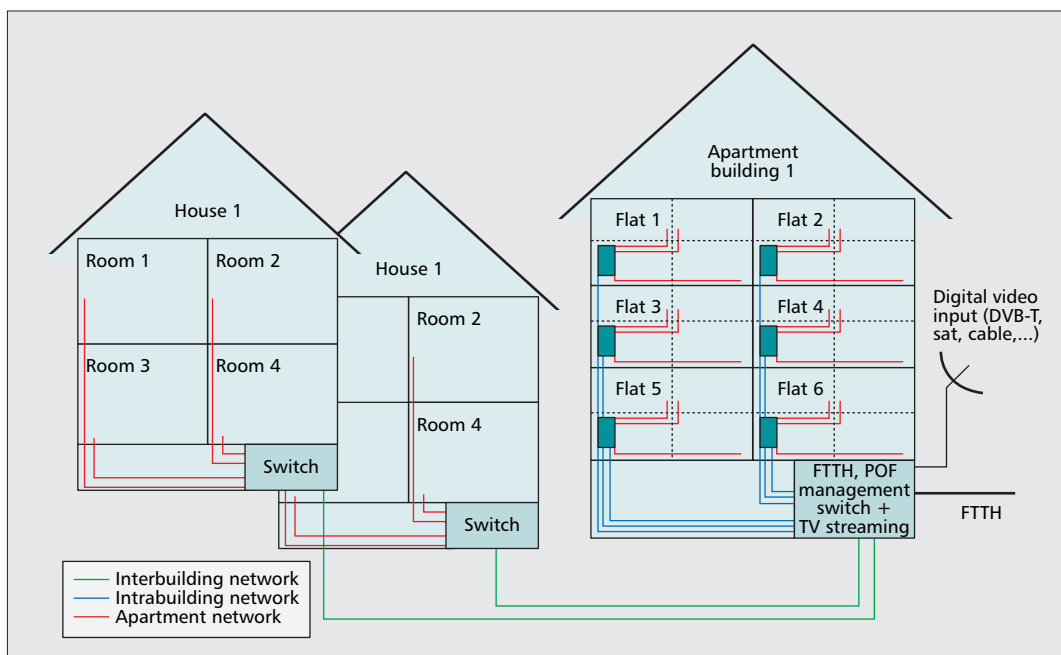 House 1
Room 1
Room 2
Room 3
Room 4
Switch
House 1
Room 2
Room 4
Switch
Apartment
building 1
Flat 1
Flat 2
Flat 3
Flat 4
Flat 5
Flat 6
FTTH, POF
management
switch +
TV streaming
Digital video
input (DVB-T,
sat, cable,...)
FTTH
Interbuilding network
Intrabuilding network
Apartment network